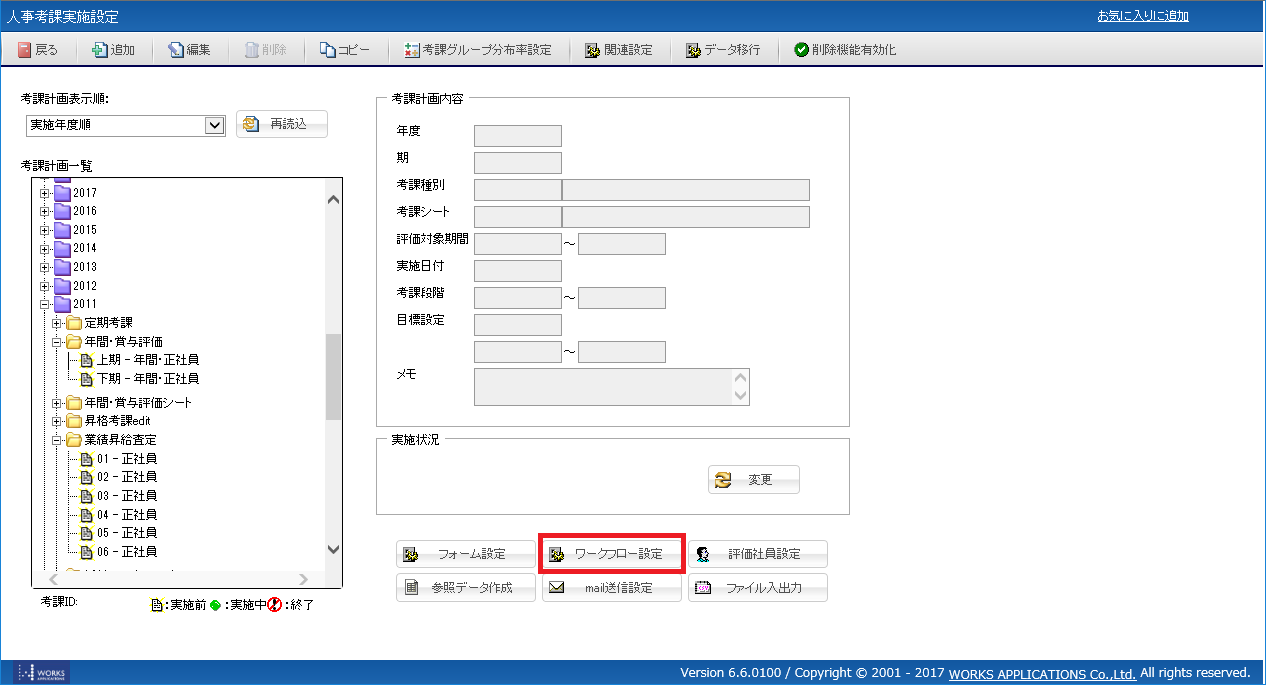 人事考課実施設定
お気に入りに追加
戻る 追加 編集 削除 コピー 考課グループ分布率設定 関連設定 データ移行 削除機能有効化
考課計画表示順:
実施年度順 再読込
考課計画一覧
2017
2016
2015
2014
2013
2012
2011
定期考課
年間・賞与評価
上期 - 年間・正社員
下期 - 年間・正社員
年間・賞与評価シート
昇格考課edit
業績昇給査定
01 - 正社員
02 - 正社員
03 - 正社員
04 - 正社員
05 - 正社員
06 - 正社員
考課ID:
:実施前 :実施中 :終了
考課計画内容
年度
期
考課種別
考課シート
評価対象期間 ～
実施日付
考課段階 ～
目標設定
～
メモ
実施状況
変更
フォーム設定 ワークフロー設定 評価社員設定
参照データ作成 mail送信設定 ファイル入出力
WORKS
APPLICATIONS
Version 6.6.0100 / Copyright © 2001 - 2017 WORKS APPLICATIONS Co.,Ltd. All rights reserved.